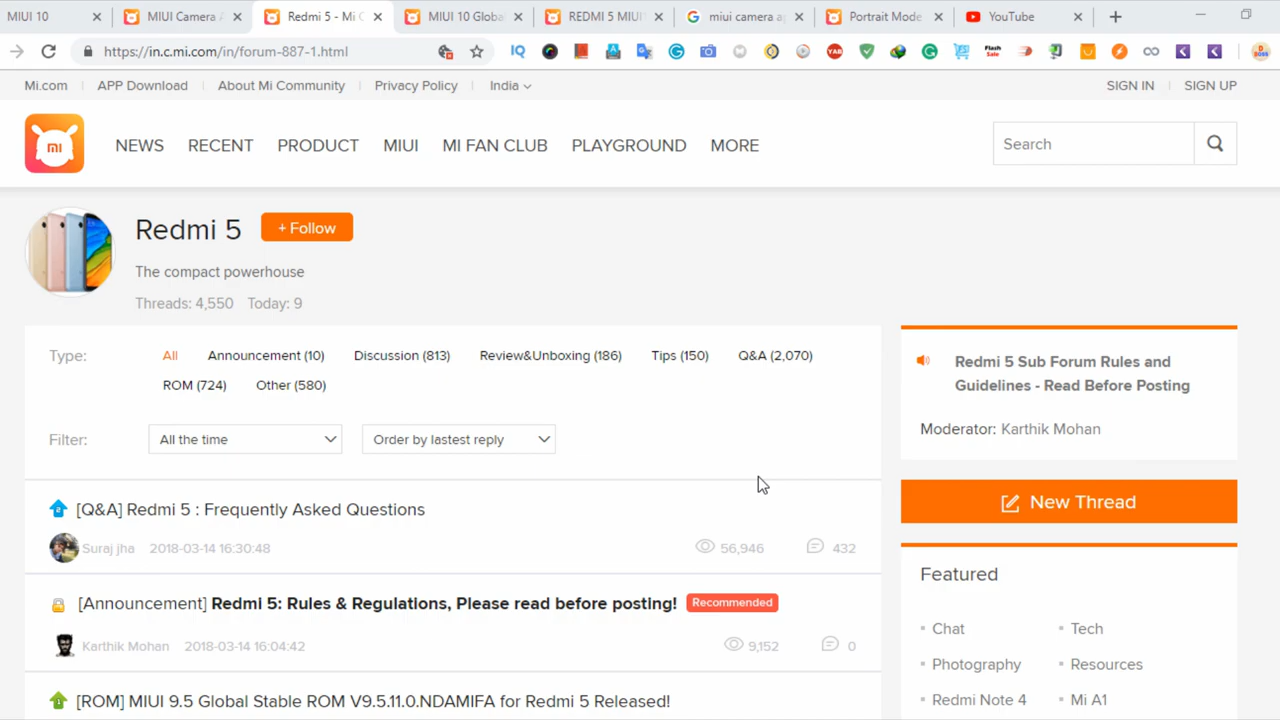 MIUI 10
MIUI Camera A
Redmi 5 - Mi C
MIUI 10 Global
REDMI 5 MIUI
miui camera ap
Portrait Mode
YouTube
https://in.c.mi.com/in/forum-887-1.html
IQ
YAB
Flash
Sale
Mi.com
APP Download
About Mi Community
Privacy Policy
India
SIGN IN
SIGN UP
mi
NEWS
RECENT
PRODUCT
MIUI
MI FAN CLUB
PLAYGROUND
MORE
Search
Redmi 5
+ Follow
The compact powerhouse
Threads: 4,550 Today: 9
Type:
All
Announcement (10)
Discussion (813)
Review&Unboxing (186)
Tips (150)
Q&A (2,070)
ROM (724)
Other (580)
Filter:
All the time
Order by lastest reply
Redmi 5 Sub Forum Rules and
Guidelines - Read Before Posting
Moderator: Karthik Mohan
New Thread
[Q&A] Redmi 5 : Frequently Asked Questions
Suraj jha 2018-03-14 16:30:48
56,946
432
[Announcement] Redmi 5: Rules & Regulations, Please read before posting!
Recommended
Karthik Mohan 2018-03-14 16:04:42
9,152
0
[ROM] MIUI 9.5 Global Stable ROM V9.5.11.0.NDAMIFA for Redmi 5 Released!
Featured
Chat
Tech
Photography
Resources
Redmi Note 4
Mi A1